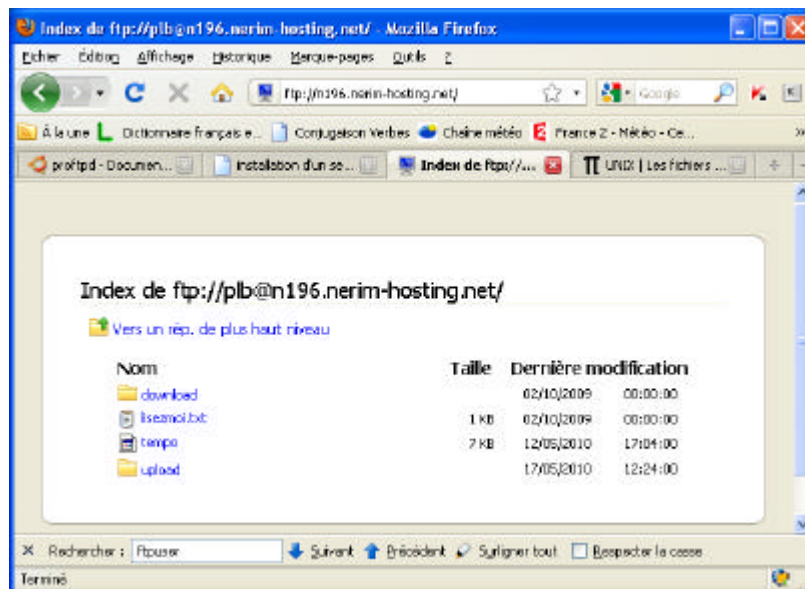 Index de ftp://plb@n196.nerim-hosting.net/ - Mozilla Firefox
Fichier Édition Affichage Historique Marque-pages Outils ?
ftp://n196.nerim-hosting.net/ Google
À la une Dictionnaire français e... Conjugaison Verbes Chaîne météo France 2 - Météo - Ce... »
proftpd - Documen... installation d'un se... Index de ftp://... UNIX | Les fichiers ...
Index de ftp://plb@n196.nerim-hosting.net/
Vers un rép. de plus haut niveau
Nom Taille Dernière modification
download 02/10/2009 00:00:00
lisezmoi.txt 1 KB 02/10/2009 00:00:00
tempo 7 KB 12/05/2010 17:04:00
upload 17/05/2010 12:24:00
Rechercher : ftpuser Suivant Précédent Surligner tout Respecter la casse
Terminé